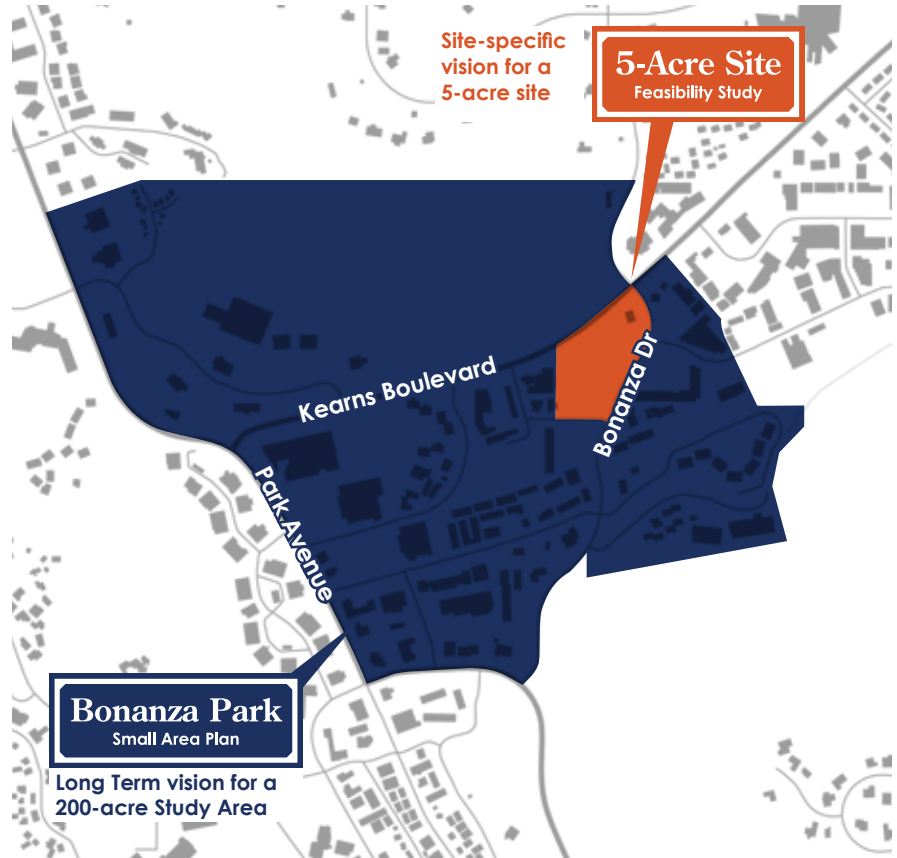 Site-specific
vision for a
5-acre site
5-Acre Site
Feasibility Study
Kearns Boulevard
Bonanza Dr
Park Avenue
Bonanza Park
Small Area Plan
Long Term vision for a
200-acre Study Area